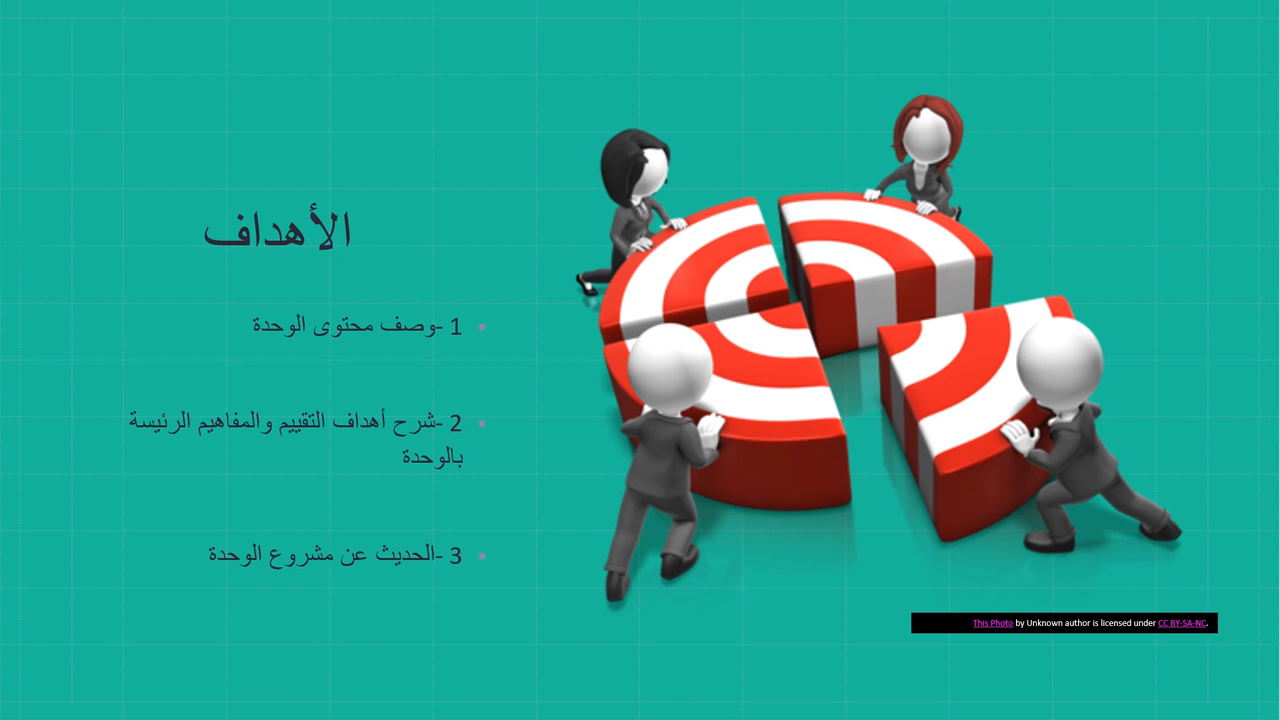 الأهداف
1 -وصف محتوى الوحدة
2 -شرح أهداف التقييم والمفاهيم الرئيسة
بالوحدة
3 -الحديث عن مشروع الوحدة
This Photo by Unknown author is licensed under CC BY-SA-NC.